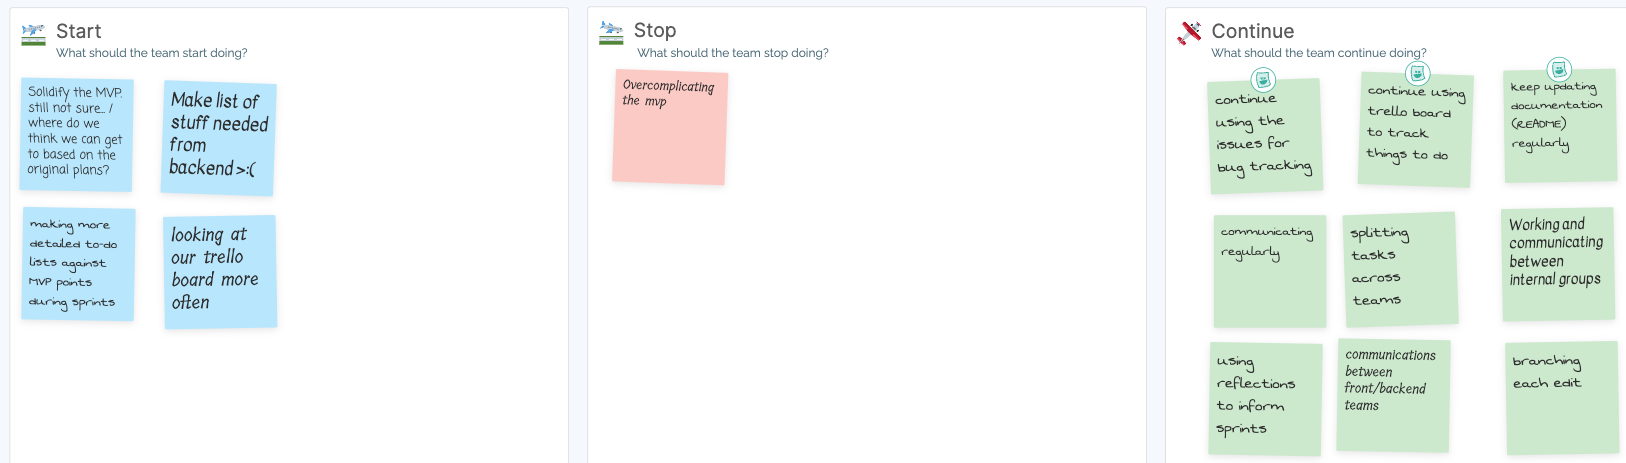 Start
What should the team start doing?
Solidify the MVP.
still not sure... /
where do we
think we can get
to based on the
original plans?
Make list of
stuff needed
from
backend >:(
making more
detailed to-do
lists against
MVP points
during sprints
looking at
our trello
board more
often
Stop
What should the team stop doing?
Overcomplicating
the mvp
Continue
What should the team continue doing?
continue
using the
issues for
bug tracking
continue using
trello board
to track
things to do
keep updating
documentation
(README)
regularly
communicating
regularly
splitting
tasks
across
teams
Working and
communicating
between
internal groups
using
reflections
to inform
sprints
communications
between
front/backend
teams
branching
each edit